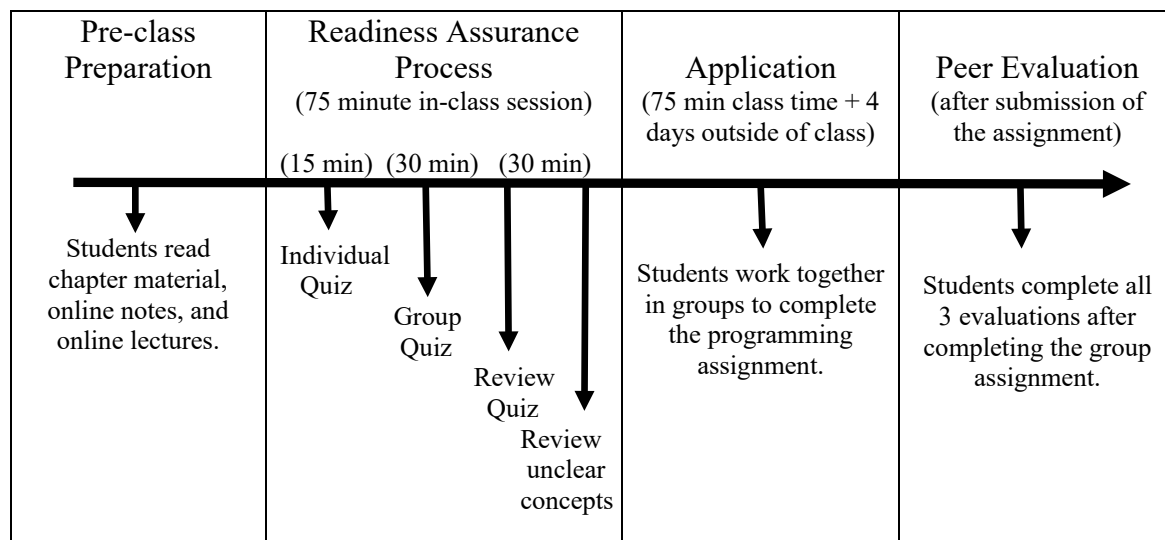 Pre-class
Preparation
Readiness Assurance
Process
(75 minute in-class session)
(15 min) (30 min) (30 min)
Application
(75 min class time + 4
days outside of class)
Peer Evaluation
(after submission of
the assignment)
Students read
chapter material,
online notes, and
online lectures.
Individual
Quiz
Group
Quiz
Review
Quiz
Review
unclear
concepts
Students work together
in groups to complete
the programming
assignment.
Students complete all
3 evaluations after
completing the group
assignment.